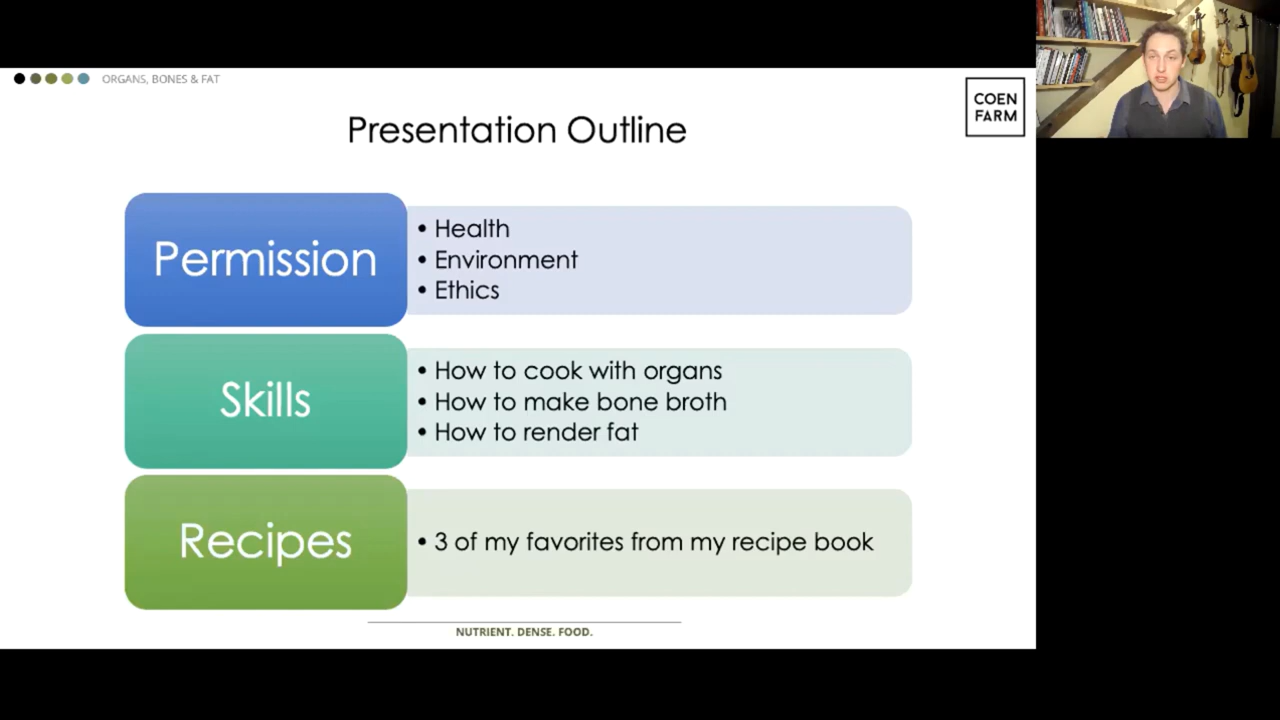 ORGANS, BONES & FAT
COEN
FARM
Presentation Outline
Permission
• Health
• Environment
• Ethics
Skills
• How to cook with organs
• How to make bone broth
• How to render fat
Recipes
• 3 of my favorites from my recipe book
NUTRIENT. DENSE. FOOD.